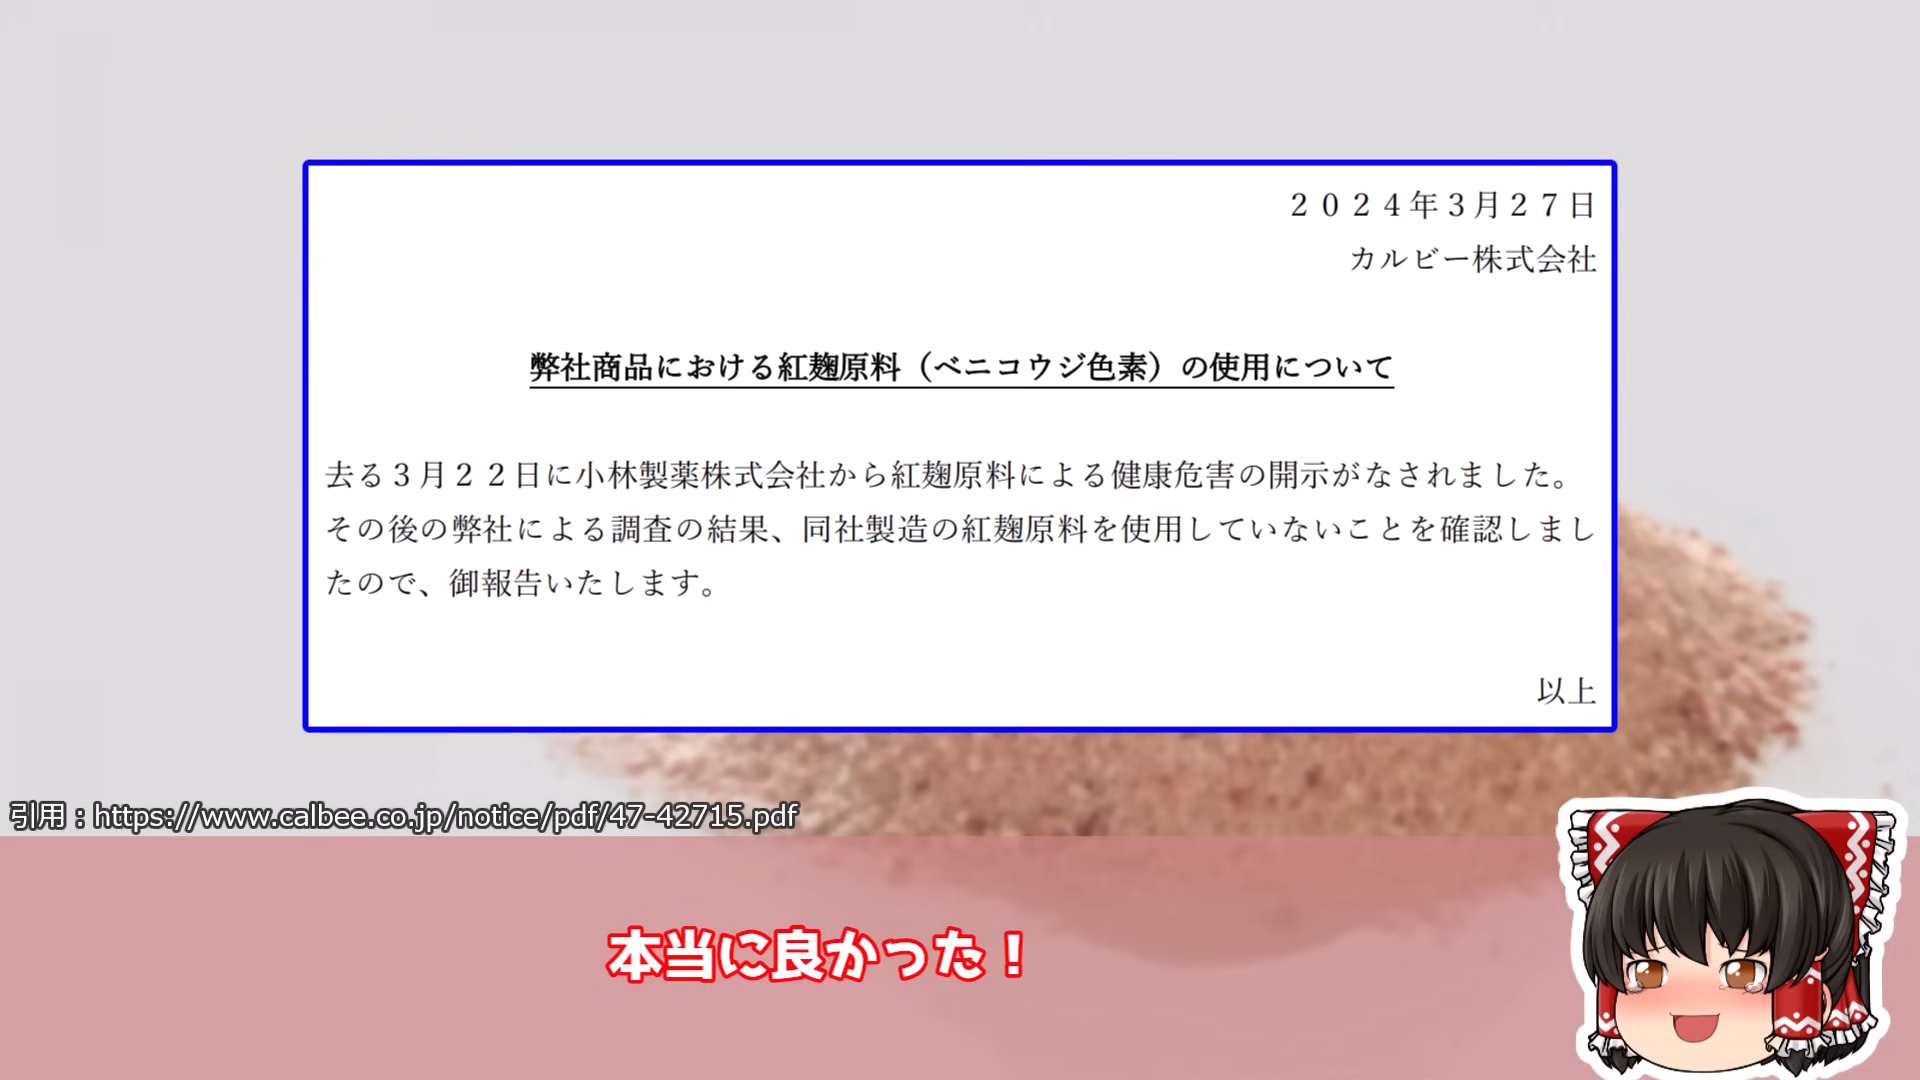 ２０２４年３月２７日
カルビー株式会社
弊社商品における紅麹原料（ベニコウジ色素）の使用について
去る３月２２日に小林製薬株式会社から紅麹原料による健康危害の開示がなされました。
その後の弊社による調査の結果、同社製造の紅麹原料を使用していないことを確認しまし
たので、御報告いたします。
以上
引用：https://www.calbee.co.jp/notice/pdf/47-42715.pdf
本当に良かった！